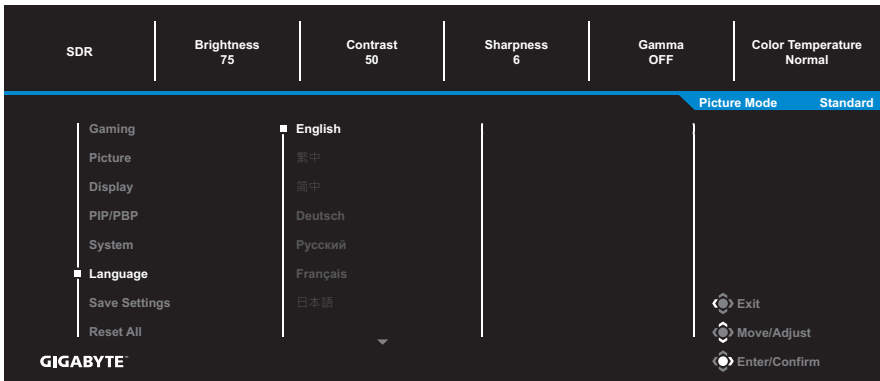 SDR
Brightness
75
Contrast
50
Sharpness
6
Gamma
OFF
Color Temperature
Normal
Picture Mode Standard
Gaming
Picture
Display
PIP/PBP
System
Language
Save Settings
Reset All
English
繁中
简中
Deutsch
Русский
Français
日本語
Exit
Move/Adjust
Enter/Confirm
GIGABYTE™